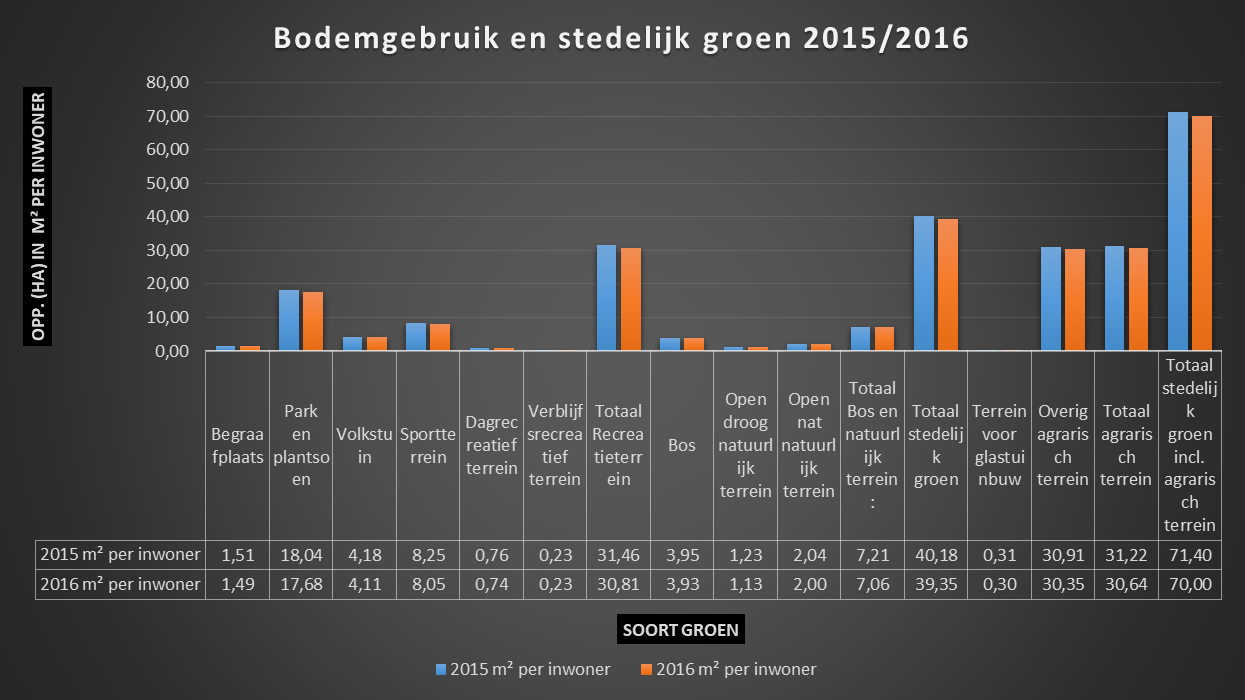 Bodemgebruik en stedelijk groen 2015/2016
OPP. (HA) IN M² PER INWONER
80,00
70,00
60,00
50,00
40,00
30,00
20,00
10,00
0,00
Begraa
fplaats
Park
en
plantso
en
Volkstu
in
Sportte
rrein
Dagrec
reatief
terrein
Verblijf
srecrea
tief
terrein
Totaal
Recrea
tieterr
ein
Bos
Open
droog
natuurl
ijk
terrein
Open
nat
natuurl
ijk
terrein
Totaal
Bos en
natuurl
ijk
terrein
:
Totaal
stedelij
k
groen
Terrein
voor
glastui
nbuw
Overig
agraris
ch
terrein
Totaal
agraris
ch
terrein
Totaal
stedelij
k
groen
incl.
agraris
ch
terrein
2015 m² per inwoner 1,51 18,04 4,18 8,25 0,76 0,23 31,46 3,95 1,23 2,04 7,21 40,18 0,31 30,91 31,22 71,40
2016 m² per inwoner 1,49 17,68 4,11 8,05 0,74 0,23 30,81 3,93 1,13 2,00 7,06 39,35 0,30 30,35 30,64 70,00
SOORT GROEN
2015 m² per inwoner 2016 m² per inwoner